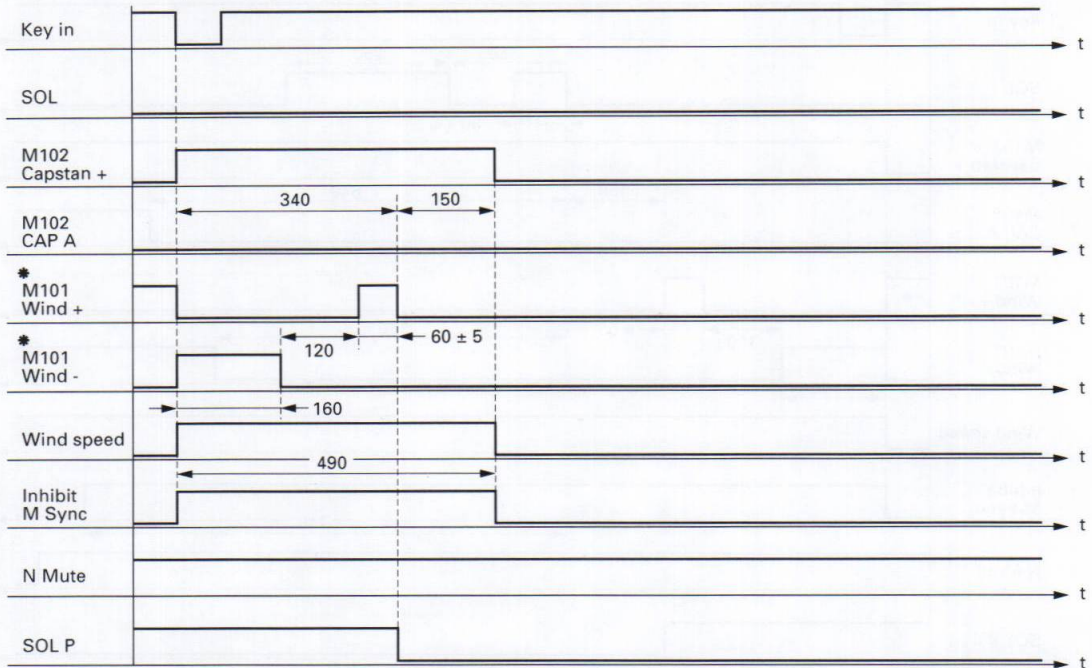 Key in
t
SOL
t
M102
Capstan +
t
340
150
M102
CAP A
t
*
M101
Wind +
t
120
60 ± 5
*
M101
Wind -
t
160
Wind speed
t
490
Inhibit
M Sync
t
N Mute
t
SOL P
t